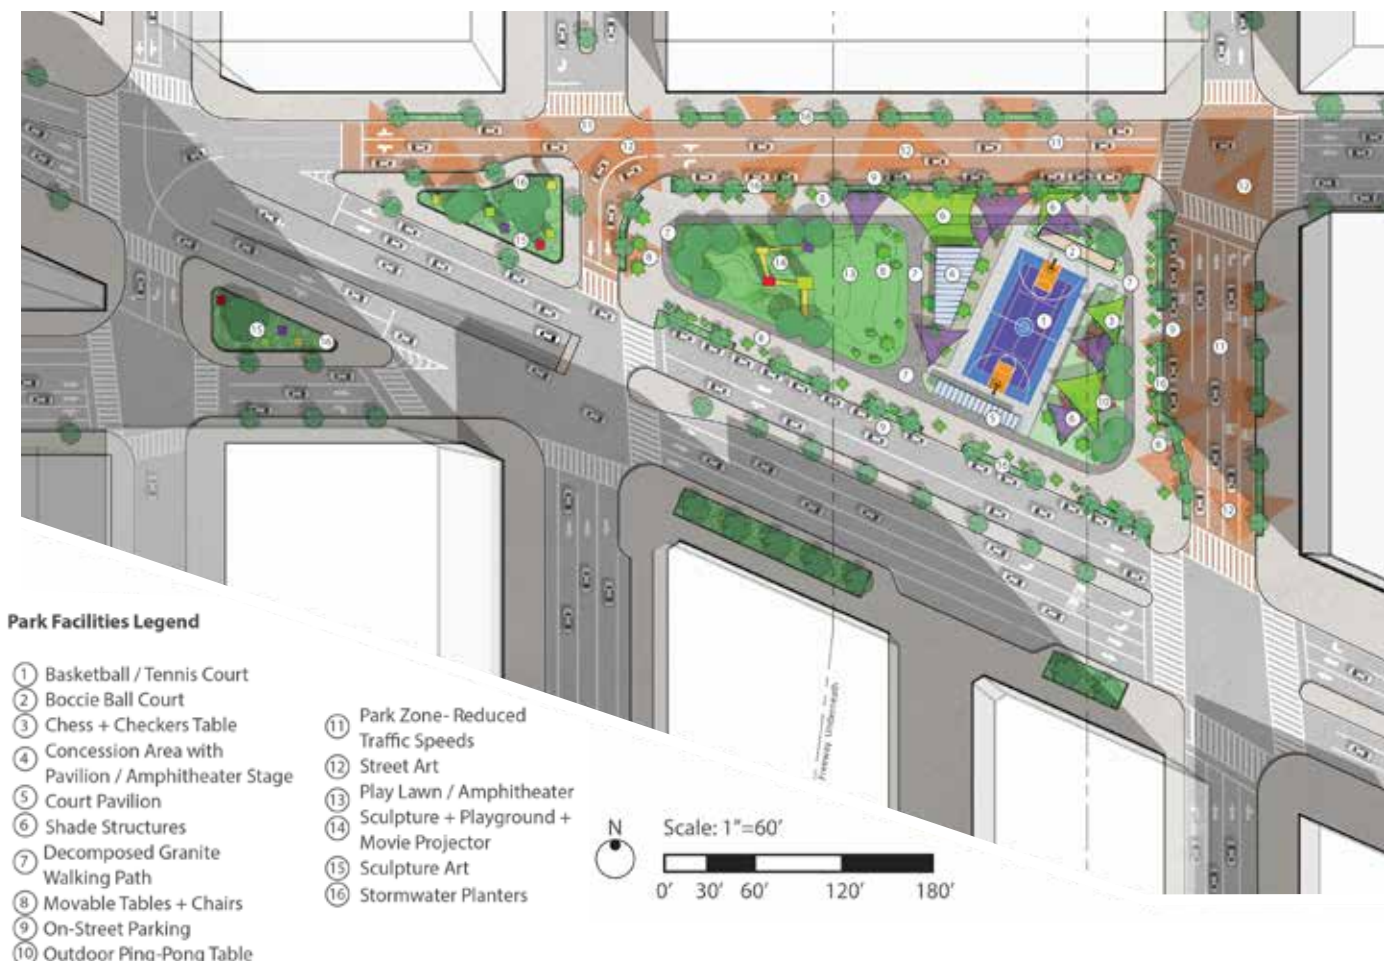 Park Facilities Legend
1 Basketball / Tennis Court
2 Boccie Ball Court
3 Chess + Checkers Table
4 Concession Area with
Pavilion / Amphitheater Stage
5 Court Pavilion
6 Shade Structures
7 Decomposed Granite
Walking Path
8 Movable Tables + Chairs
9 On-Street Parking
10 Outdoor Ping-Pong Table
11 Park Zone- Reduced
Traffic Speeds
12 Street Art
13 Play Lawn / Amphitheater
14 Sculpture + Playground +
Movie Projector
15 Sculpture Art
16 Stormwater Planters
N
Scale: 1"=60'
0' 30' 60' 120' 180'
Freeway Underneath